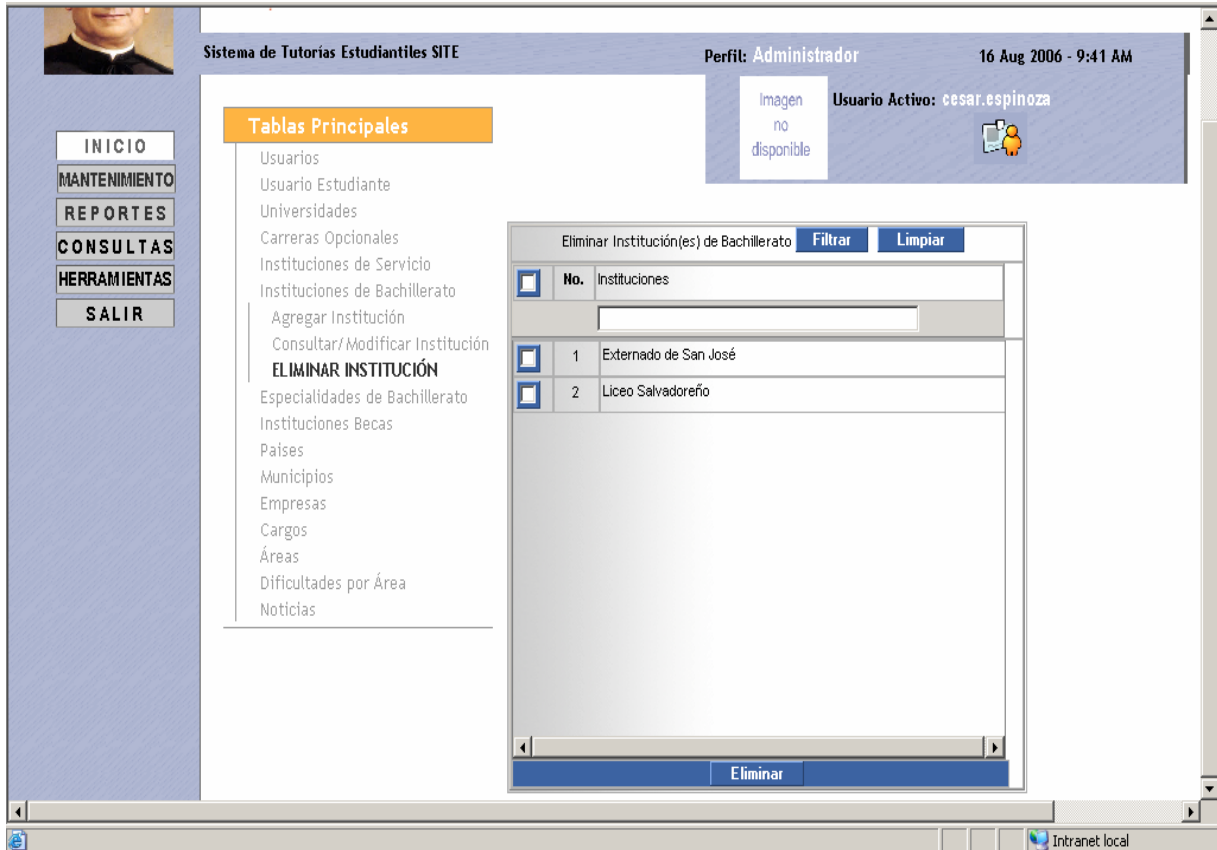 Sistema de Tutorías Estudiantiles SITE
Perfil: Administrador
16 Aug 2006 - 9:41 AM
Imagen
no
disponible
Usuario Activo: cesar.espinoza
INICIO
MANTENIMIENTO
REPORTES
CONSULTAS
HERRAMIENTAS
SALIR
Tablas Principales
Usuarios
Usuario Estudiante
Universidades
Carreras Opcionales
Instituciones de Servicio
Instituciones de Bachillerato
Agregar Institución
Consultar/Modificar Institución
ELIMINAR INSTITUCIÓN
Especialidades de Bachillerato
Instituciones Becas
Paises
Municipios
Empresas
Cargos
Áreas
Dificultades por Área
Noticias
Eliminar Institución(es) de Bachillerato Filtrar Limpiar
No. Instituciones
1 Externado de San José
2 Liceo Salvadoreño
Eliminar
Intranet local